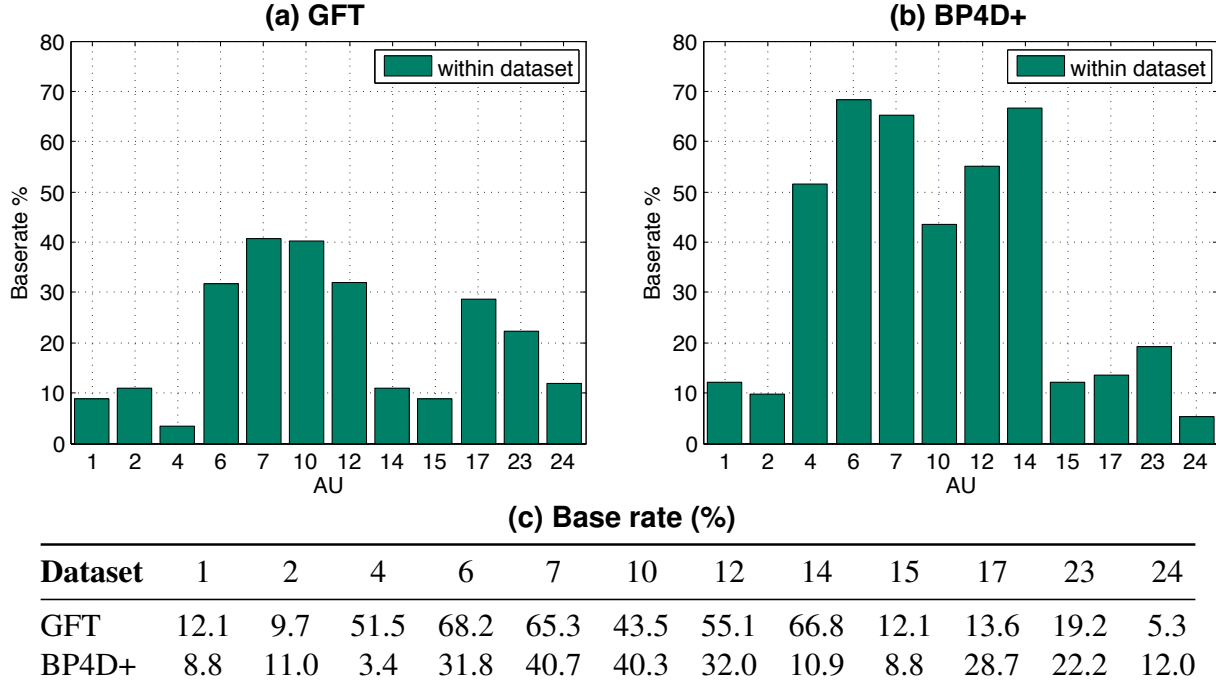 (a) GFT
80
70
60
50
40
30
20
10
0
Baserate %
within dataset
1 2 4 6 7 10 12 14 15 17 23 24
AU
(b) BP4D+
80
70
60
50
40
30
20
10
0
Baserate %
within dataset
1 2 4 6 7 10 12 14 15 17 23 24
AU
(c) Base rate (%)
Dataset 1 2 4 6 7 10 12 14 15 17 23 24
GFT 12.1 9.7 51.5 68.2 65.3 43.5 55.1 66.8 12.1 13.6 19.2 5.3
BP4D+ 8.8 11.0 3.4 31.8 40.7 40.3 32.0 10.9 8.8 28.7 22.2 12.0